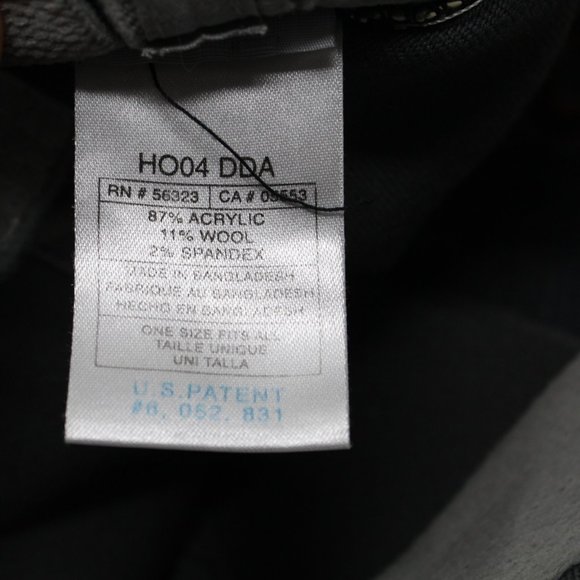 HO04 DDA
RN # 56323 CA # 05553
87% ACRYLIC
11% WOOL
2% SPANDEX
MADE IN BANGLADESH
FABRIQUE AU BANGLADESH
HECHO EN BANGLADESH
ONE SIZE FITS ALL
TAILLE UNIQUE
UNI TALLA
U.S. PATENT
#6, 052, 831